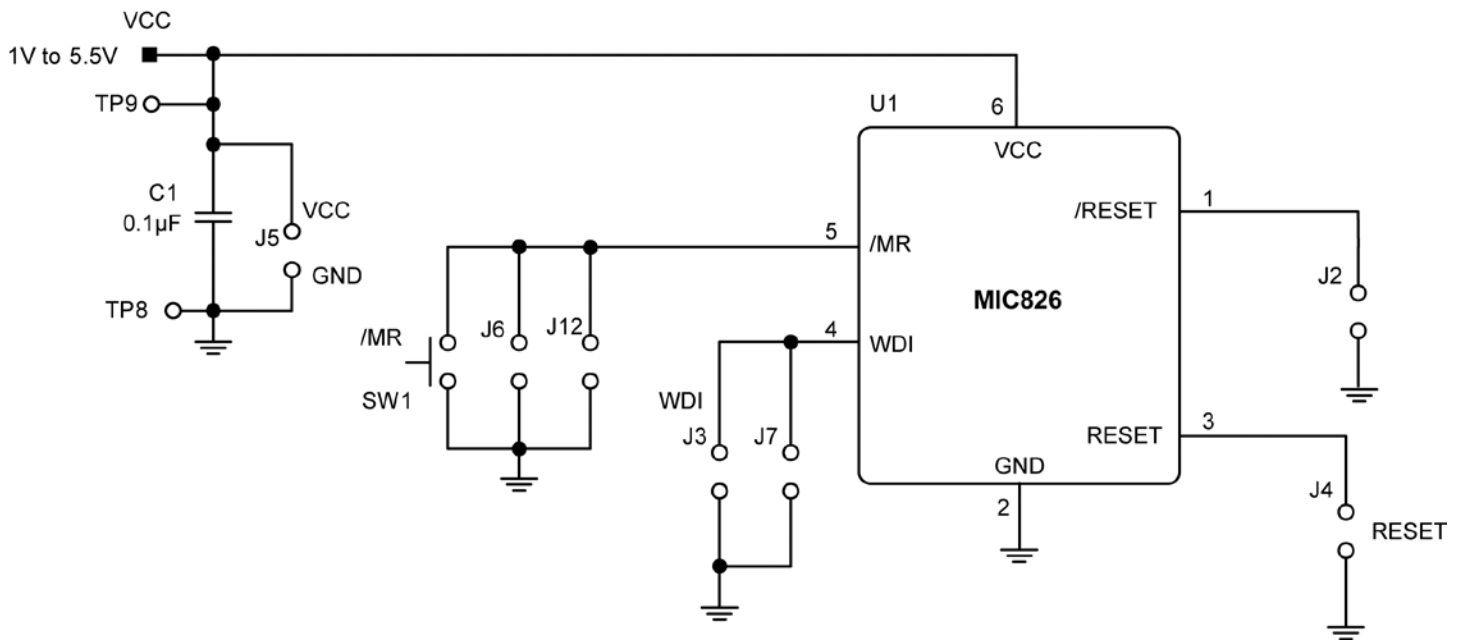 VCC
1V to 5.5V
TP9
C1
0.1µF
J5
VCC
GND
TP8
U1
6
VCC
/RESET
1
5
/MR
MIC826
J2
/MR
J6
J12
SW1
4
WDI
WDI
J3
J7
RESET
3
GND
2
J4
RESET